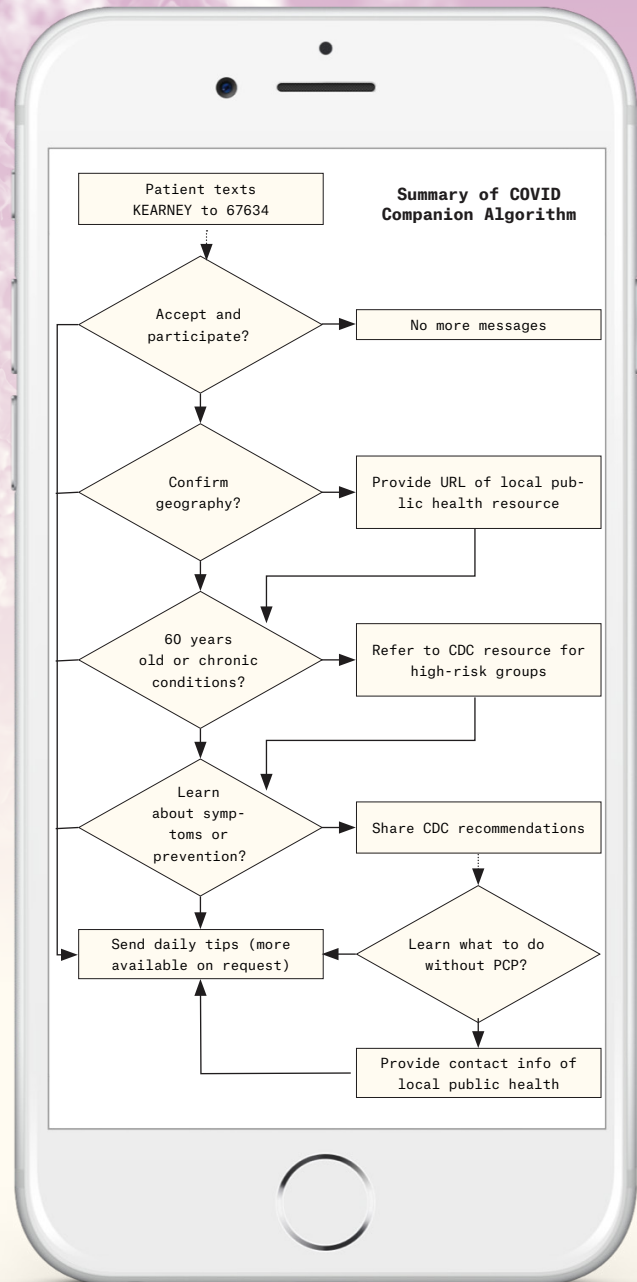 Patient texts
KEARNEY to 67634
Summary of COVID
Companion Algorithm
Accept and
participate?
No more messages
Confirm
geography?
Provide URL of local pub-
lic health resource
60 years
old or chronic
conditions?
Refer to CDC resource for
high-risk groups
Learn
about symp-
toms or
prevention?
Share CDC recommendations
Send daily tips (more
available on request)
Learn what to do
without PCP?
Provide contact info of
local public health